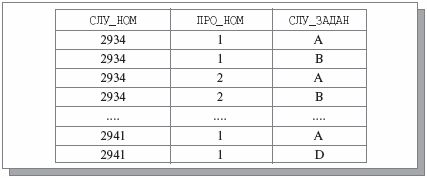 СЛУ_НОМ ПРО_НОМ СЛУ_ЗАДАН
2934 1 A
2934 1 B
2934 2 A
2934 2 B
.... .... ....
2941 1 A
2941 1 D